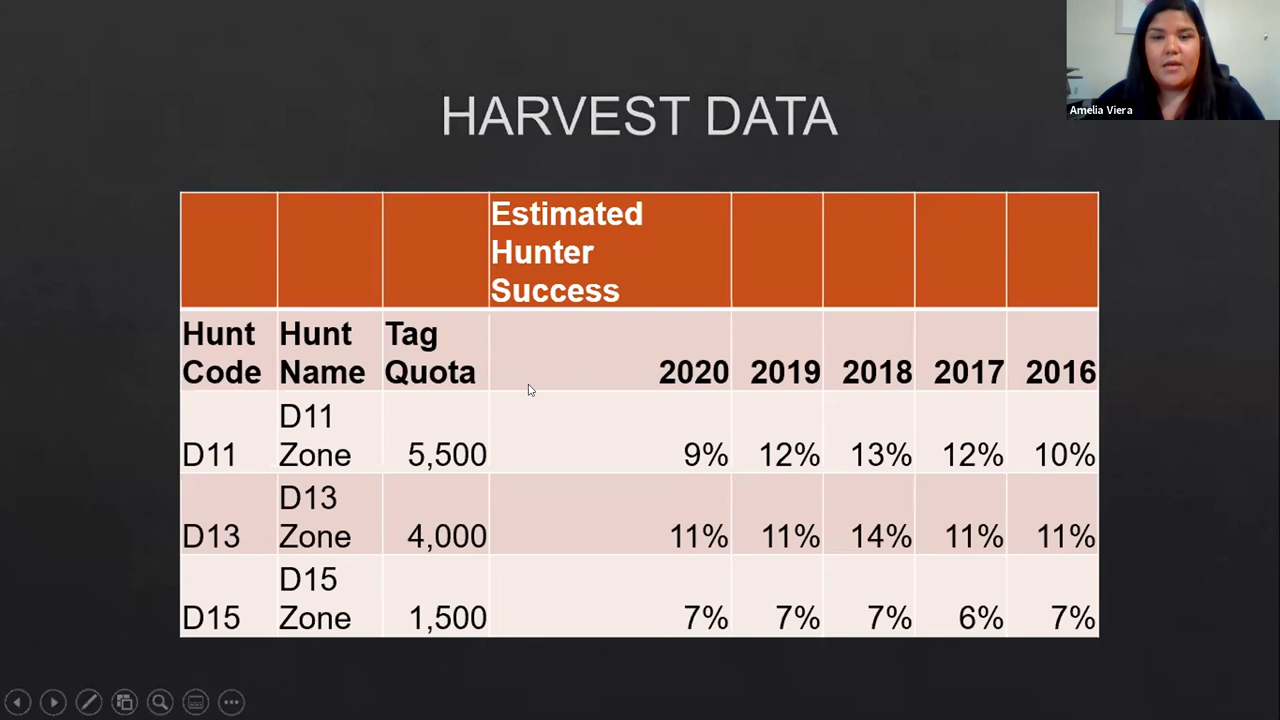 Amelia Viera
HARVEST DATA
Estimated
Hunter
Success
Hunt Code Hunt Name Tag Quota 2020 2019 2018 2017 2016
D11 D11 Zone 5,500 9% 12% 13% 12% 10%
D13 D13 Zone 4,000 11% 11% 14% 11% 11%
D15 D15 Zone 1,500 7% 7% 7% 6% 7%